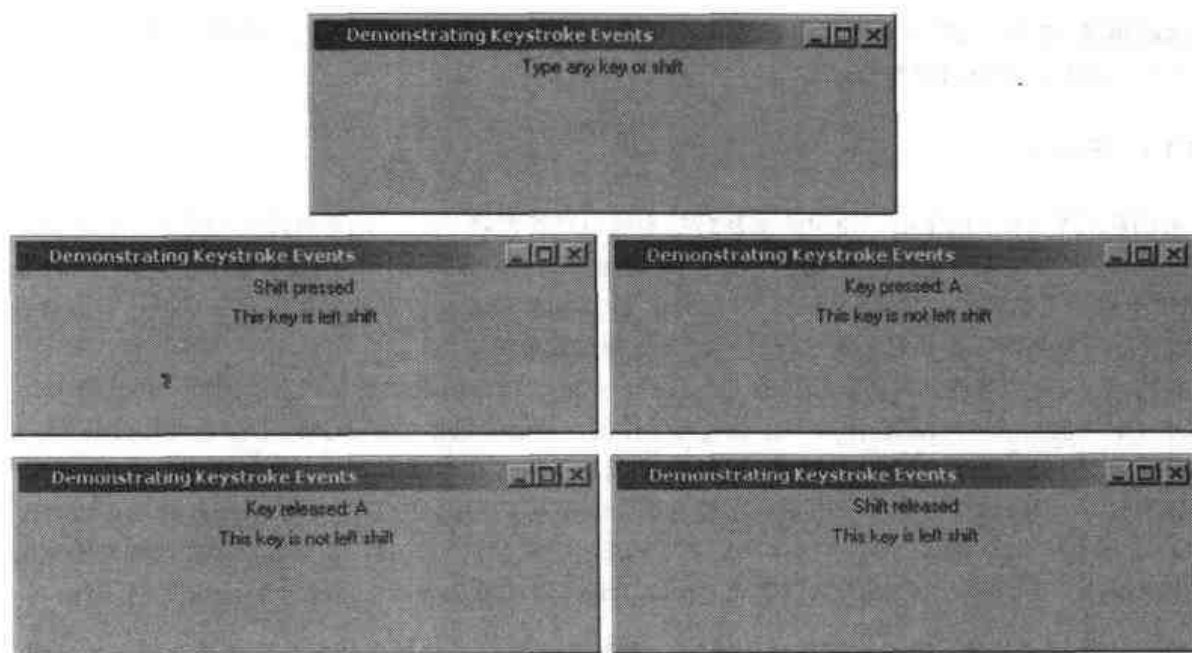 Demonstrating Keystroke Events
Type any key or shift
Demonstrating Keystroke Events
Shift pressed
This key is left shift
Demonstrating Keystroke Events
Key pressed: A
This key is not left shift
Demonstrating Keystroke Events
Key released: A
This key is not left shift
Demonstrating Keystroke Events
Shift released
This key is left shift